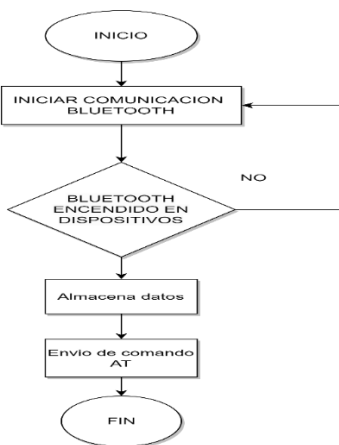 INICIO
INICIAR COMUNICACION
BLUETOOTH
NO
BLUETOOTH
ENCENDIDO EN
DISPOSITIVOS
Almacena datos
Envio de comando
AT
FIN